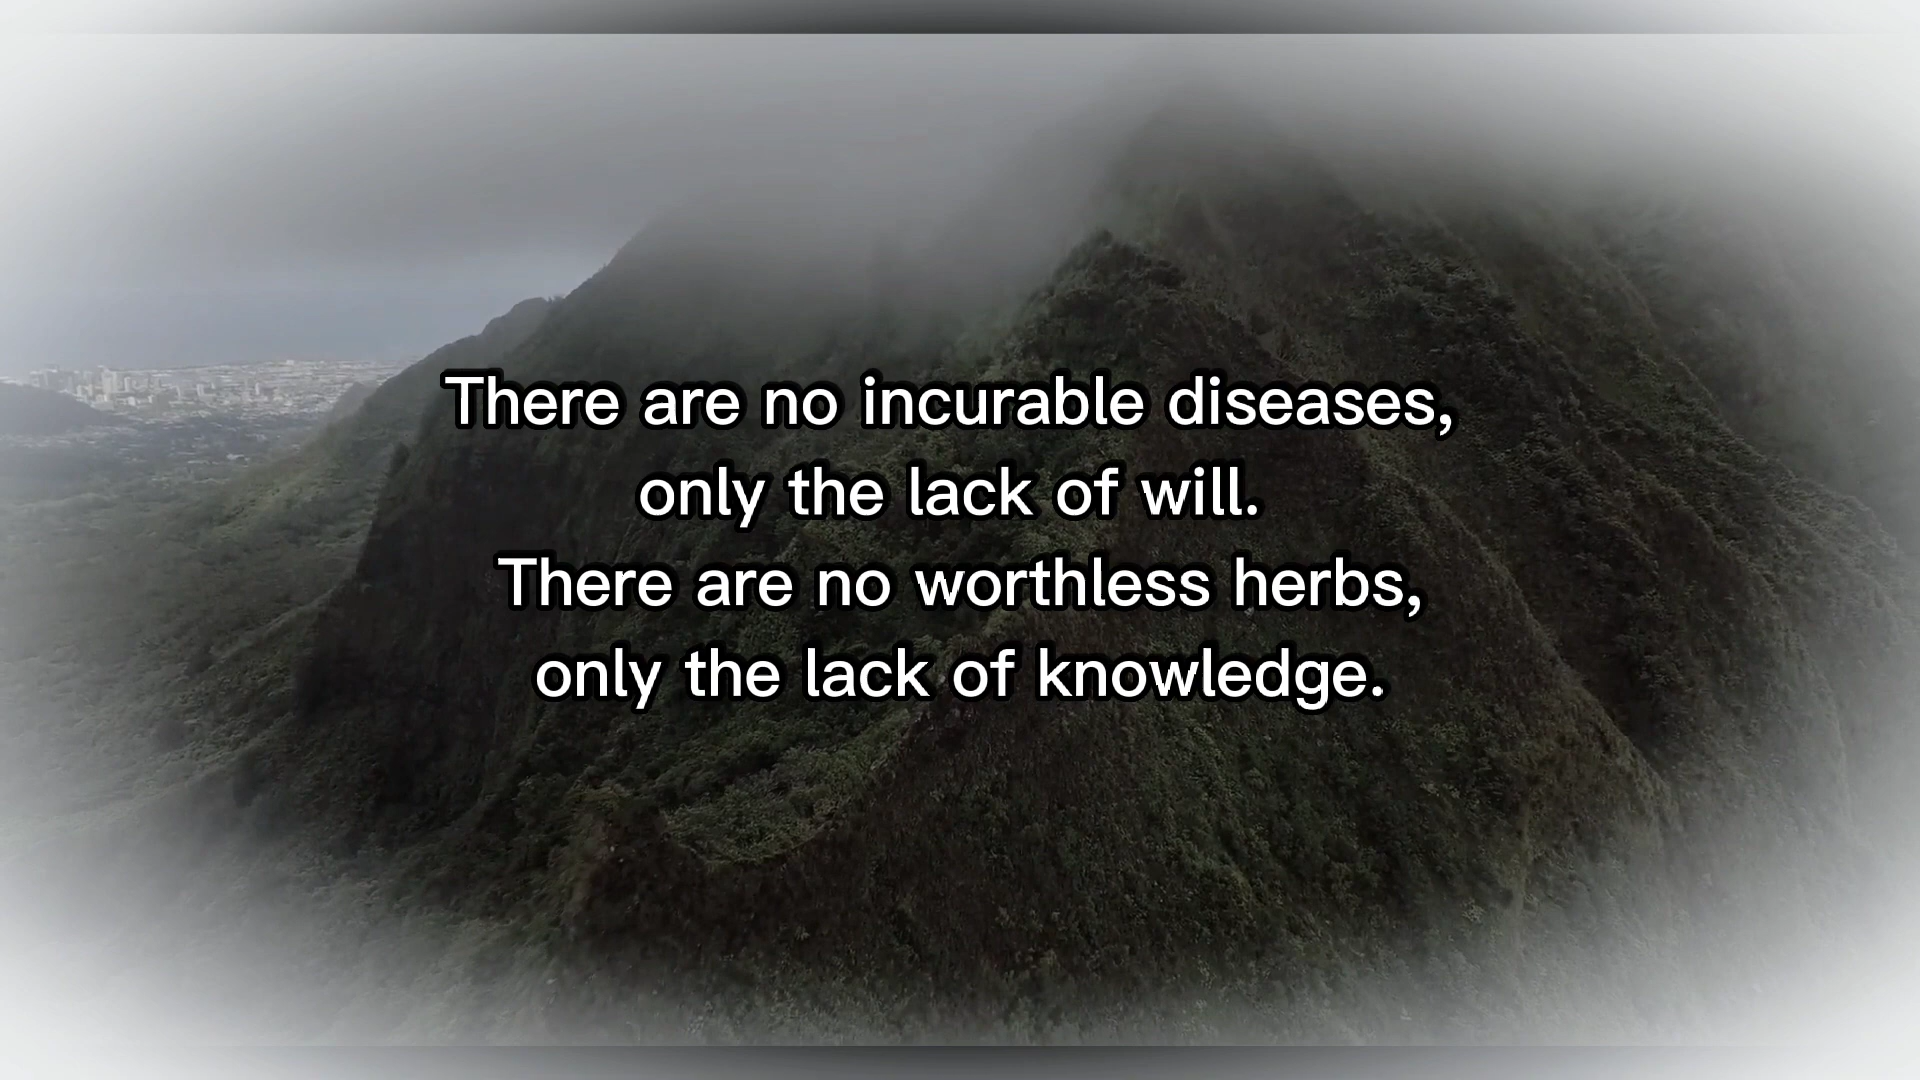 There are no incurable diseases,
only the lack of will.
There are no worthless herbs,
only the lack of knowledge.